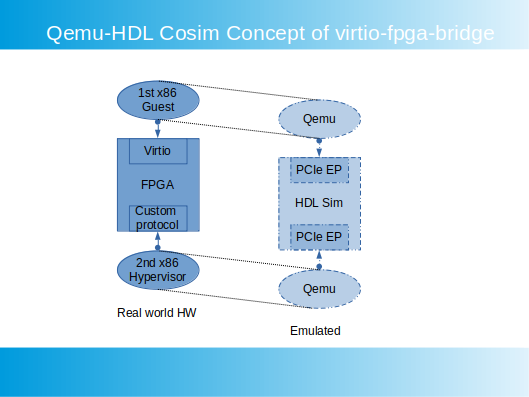 Qemu-HDL Cosim Concept of virtio-fpga-bridge
1st x86
Guest
Virtio
FPGA
Custom
protocol
2nd x86
Hypervisor
Real world HW
Qemu
PCIe EP
HDL Sim
PCIe EP
Qemu
Emulated